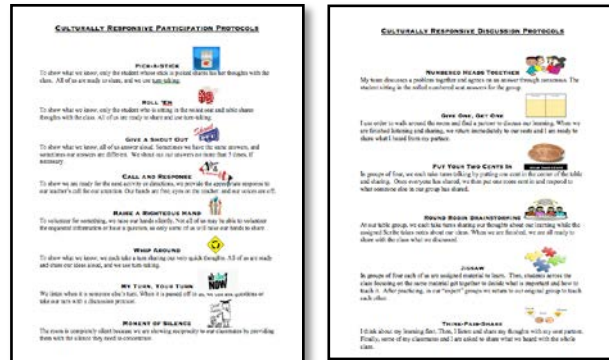 CULTURALLY RESPONSIVE PARTICIPATION PROTOCOLS
PICK-A-STICK
To show what we know, only the student whose stick is picked shares his/her thoughts with the
class. All of us are ready to share, and we use turn-taking.
ROLL 'EM
To show what we know, only the student who is sitting in the
thoughts with the class. All of us are ready to share and use turn-taking.
GIVE A SHOUT OUT
To show what we know, all of us answer aloud. Sometimes we have the same answers, and
sometimes our answers are different. We shout out our answers no more than 3 times, if
necessary.
CALL AND RESPONSE
To show we are ready for the next activity or directions, we provide the appropriate response to
our teacher's call for our attention. Our hands are free, eyes on the teacher and our voices are off.
RAISE A RIGHTEOUS HAND
To volunteer for something, we raise our hands silently. Not all of us may be able to volunteer
the requested information or have a question, so only some of us will raise our hands to share.
WHIP AROUND
To show what we know, we each take a turn sharing our very quick thoughts. All of us are ready
and share our ideas aloud, and we use turn-taking.
MY TURN, YOUR TURN
We listen when it is someone else's turn. When it is passed off to us, we can ask questions or
take our turn with a discussion process.
MOMENT OF SILENCE
The room is completely silent because we are showing reciprocity to our classmates by providing
them with the silence they need to concentrate.
CULTURALLY RESPONSIVE DISCUSSION PROTOCOLS
NUMBERED HEADS TOGETHER
My team discusses a problem together and agrees on an answer through consensus. The
student sitting in the rolled numbered seat answers for the group.
GIVE ONE, GET ONE
I use order to walk around the room and find a partner to discuss our learning. When we
are finished listening and sharing, we return immediately to our seats and I am ready to
share what I heard from my partner.
PUT YOUR TWO CENTS IN
In groups of four, we each take turns talking by putting one cent in the center of the table
and sharing. Once everyone has shared, we then put one more cent in and respond to
what someone else in our group has shared.
ROUND ROBIN BRAINSTORMING
At our table group, we each take turns sharing our thoughts about our learning while the
assigned Scribe takes notes about our ideas. When we are finished, we are all ready to
share with the class what we discussed.
JIGSAW
In groups of four each of us are assigned material to learn. Then, students across the
class focusing on the same material get together to decide what is important and how to
teach it. After practicing, in our "expert" groups we return to our original group to teach
each other.
THINK-PAIR-SHARE
I think about my learning first. Then, I listen and share my thoughts with my seat partner.
Finally, some of my classmates and I are asked to share what we heard with the whole
class.